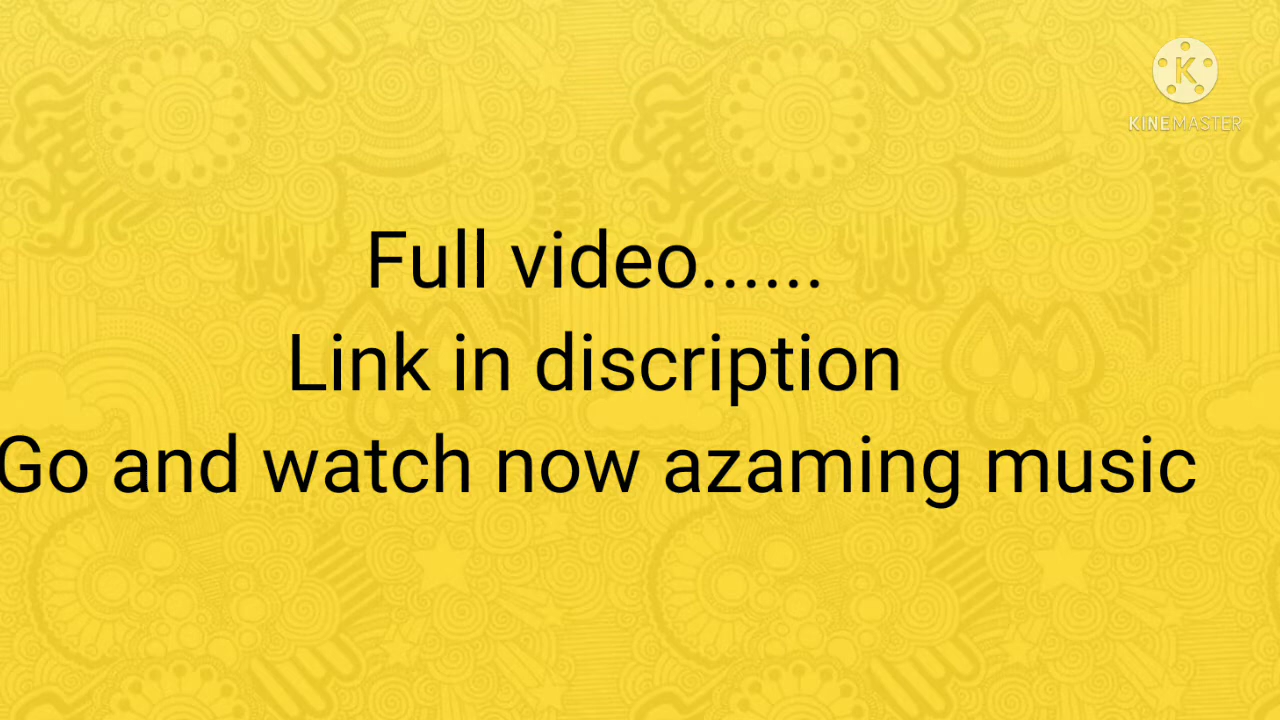 K
KINEMASTER
Full video......
Link in discription
Go and watch now azaming music